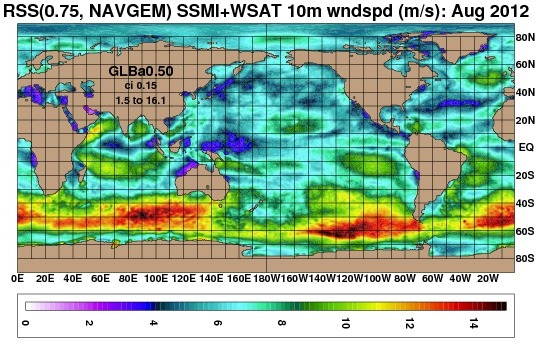 RSS(0.75, NAVGEM) SSMI+WSAT 10m wndspd (m/s): Aug 2012
GLBa0.50
ci 0.15
1.5 to 16.1
80N
60N
40N
20N
EQ
20S
40S
60S
80S
0E 20E 40E 60E 80E 100E 120E 140E 160E 180W 160W 140W 120W 100W 80W 60W 40W 20W
0 2 4 6 8 10 12 14